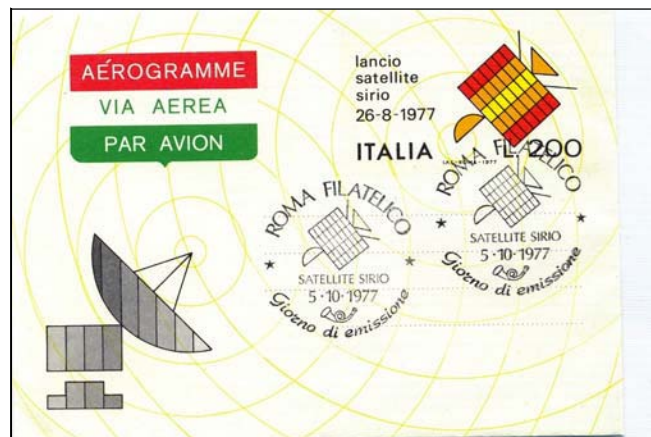 AÉROGRAMME
VIA AEREA
PAR AVION
lancio
satellite
sirio
26-8-1977
ITALIA L. 200
ROMA FILATELICO
SATELLITE SIRIO
5·10·1977
Giorno di emissione
ROMA FILATELICO
SATELLITE SIRIO
5·10·1977
Giorno di emissione